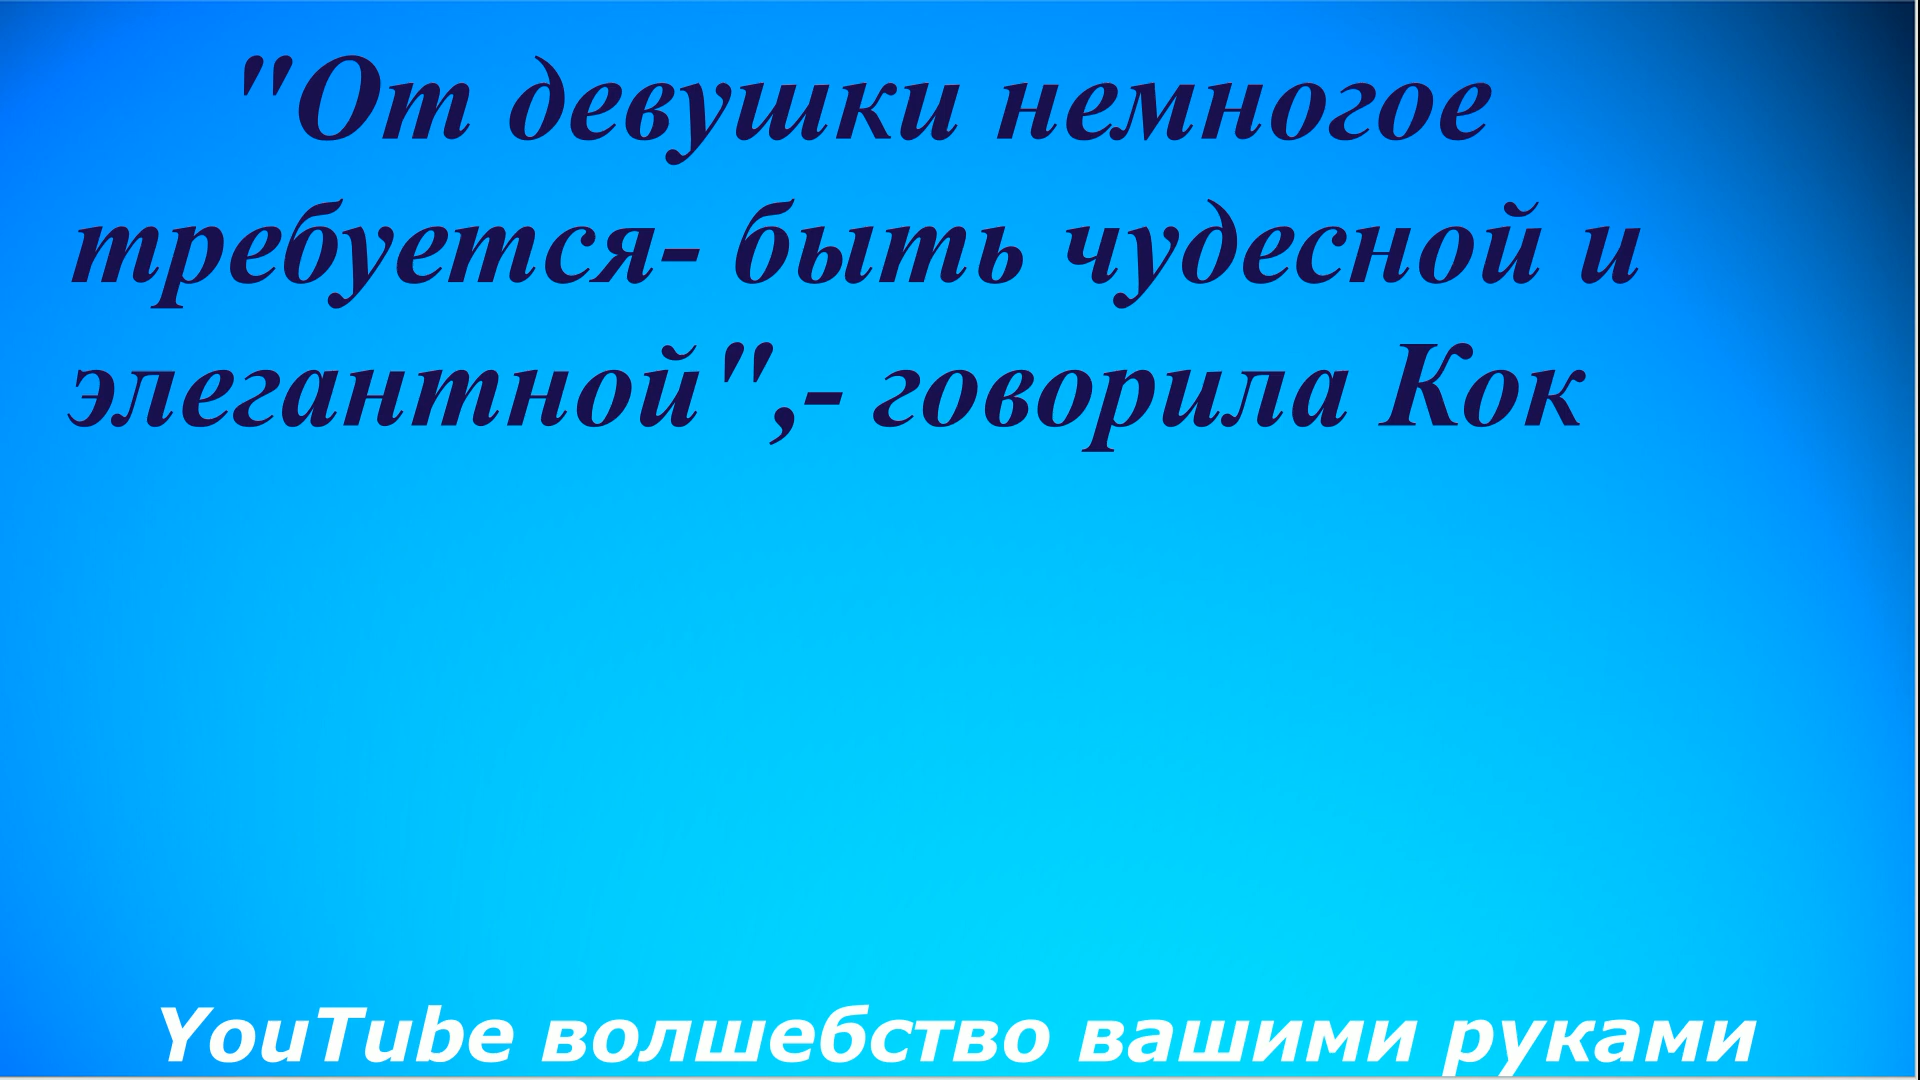 "От девушки немногое
требуется- быть чудесной и
элегантной",- говорила Кок
YouTube волшебство вашими руками